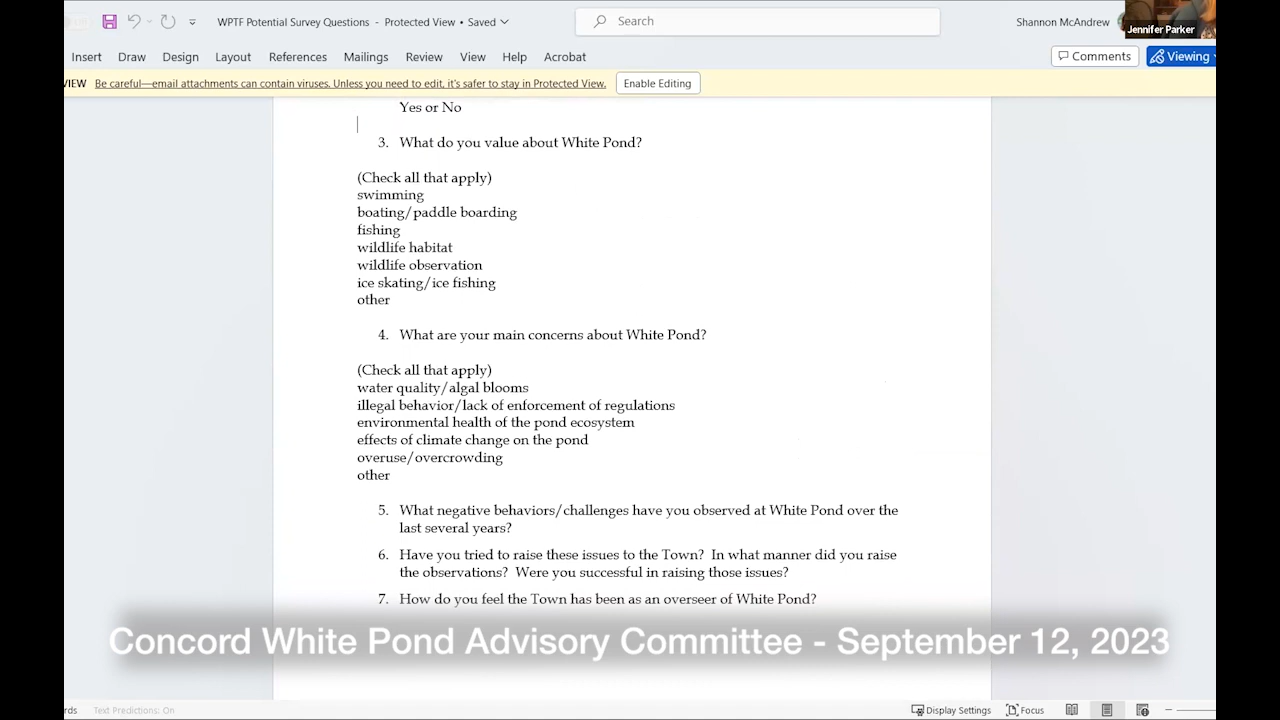 WPTF Potential Survey Questions - Protected View • Saved
Search
Shannon McAndrew
Jennifer Parker
Insert Draw Design Layout References Mailings Review View Help Acrobat
Comments
Viewing
VIEW Be careful—email attachments can contain viruses. Unless you need to edit, it's safer to stay in Protected View. Enable Editing
Yes or No
3. What do you value about White Pond?
(Check all that apply)
swimming
boating/paddle boarding
fishing
wildlife habitat
wildlife observation
ice skating/ice fishing
other
4. What are your main concerns about White Pond?
(Check all that apply)
water quality/algal blooms
illegal behavior/lack of enforcement of regulations
environmental health of the pond ecosystem
effects of climate change on the pond
overuse/overcrowding
other
5. What negative behaviors/challenges have you observed at White Pond over the
last several years?
6. Have you tried to raise these issues to the Town? In what manner did you raise
the observations? Were you successful in raising those issues?
7. How do you feel the Town has been as an overseer of White Pond?
Concord White Pond Advisory Committee - September 12, 2023
rds Text Predictions: On
Display Settings Focus